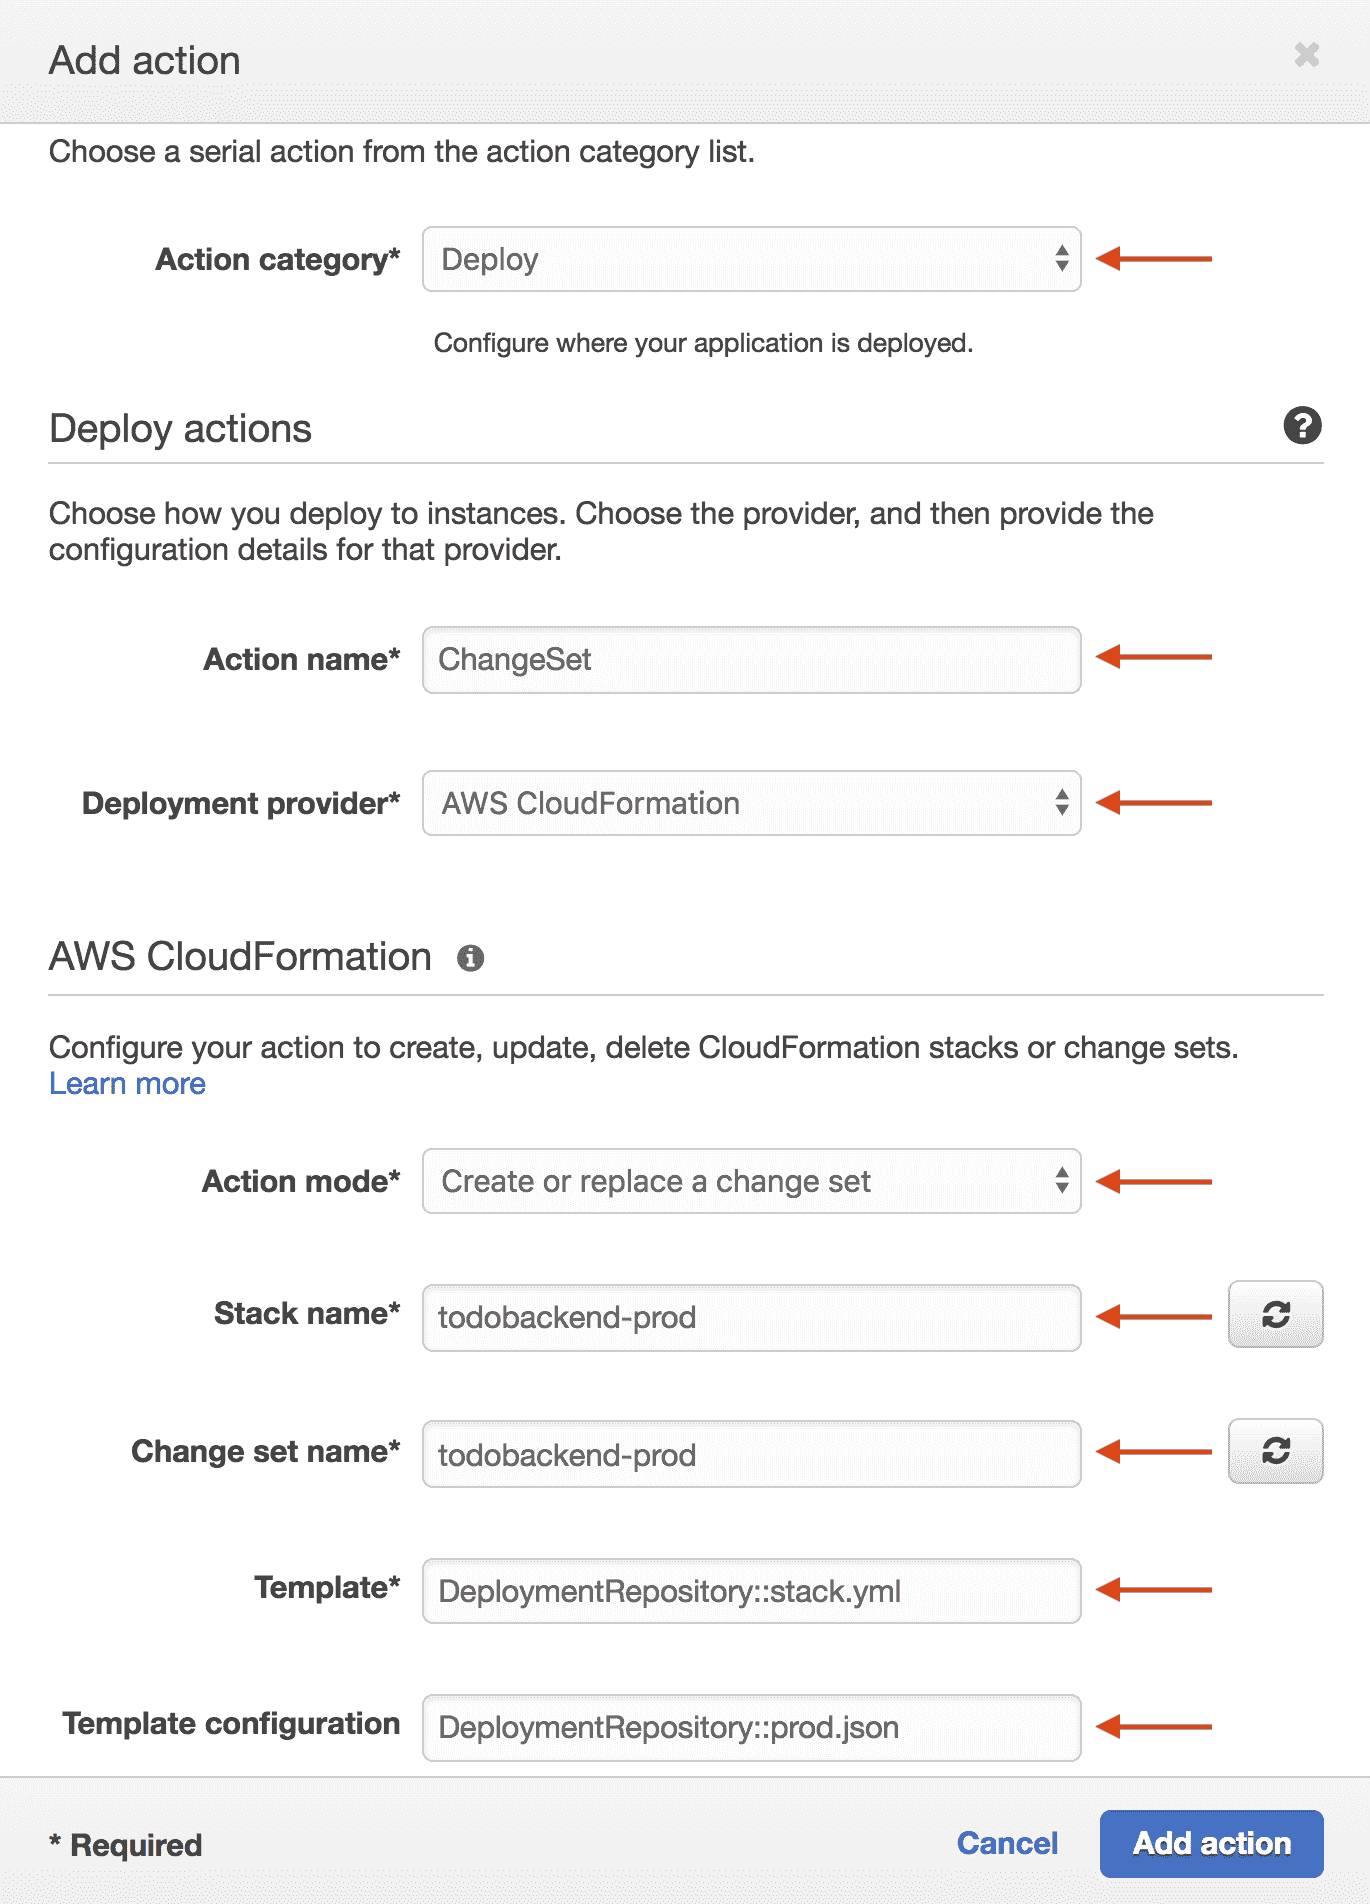 Add action
Choose a serial action from the action category list.
Action category* Deploy
Configure where your application is deployed.
Deploy actions
Choose how you deploy to instances. Choose the provider, and then provide the
configuration details for that provider.
Action name* ChangeSet
Deployment provider* AWS CloudFormation
AWS CloudFormation
Configure your action to create, update, delete CloudFormation stacks or change sets.
Learn more
Action mode* Create or replace a change set
Stack name* todobackend-prod
Change set name* todobackend-prod
Template* DeploymentRepository::stack.yml
Template configuration DeploymentRepository::prod.json
* Required Cancel Add action